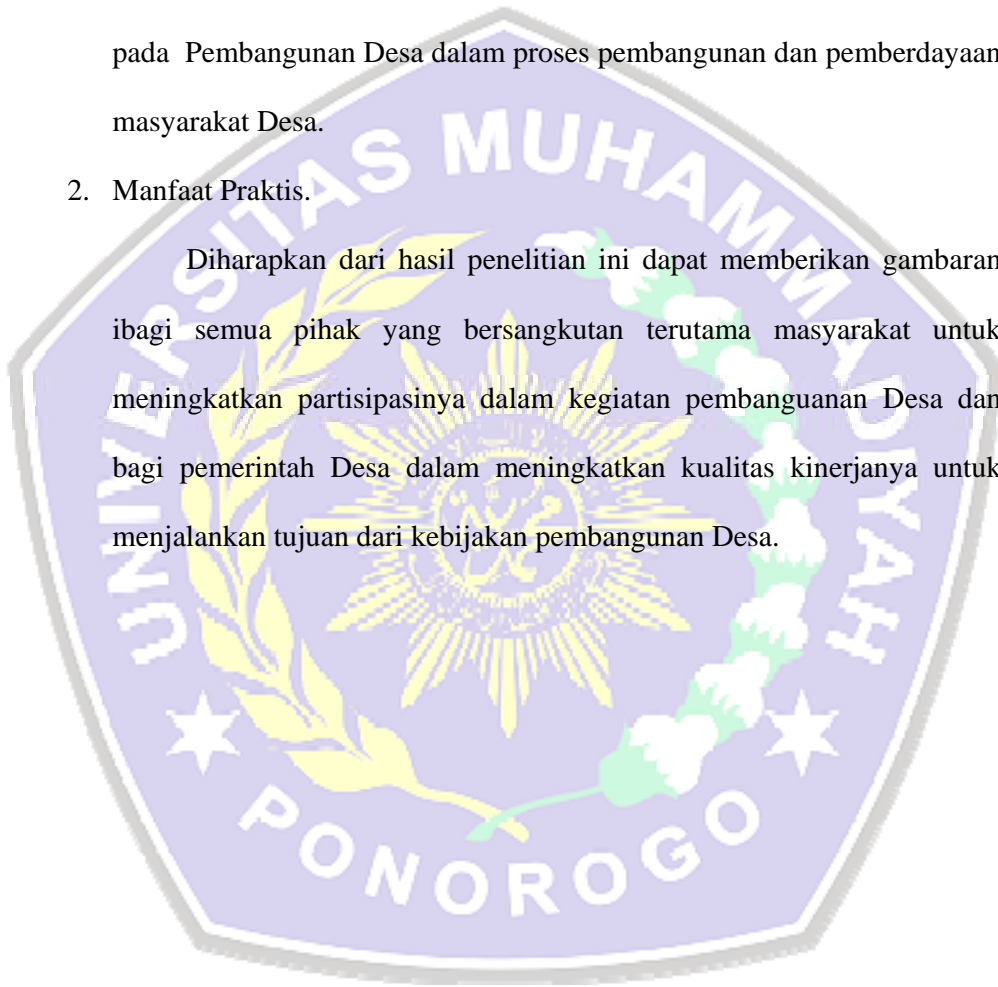 pada Pembangunan Desa dalam proses pembangunan dan pemberdayaan
masyarakat Desa.
2. Manfaat Praktis.
Diharapkan dari hasil penelitian ini dapat memberikan gambaran
ibagi semua pihak yang bersangkutan terutama masyarakat untuk
meningkatkan partisipasinya dalam kegiatan pembanguanan Desa dan
bagi pemerintah Desa dalam meningkatkan kualitas kinerjanya untuk
menjalankan tujuan dari kebijakan pembangunan Desa.
UNIVERSITAS MUHAMMADIYAH
PONOROGO